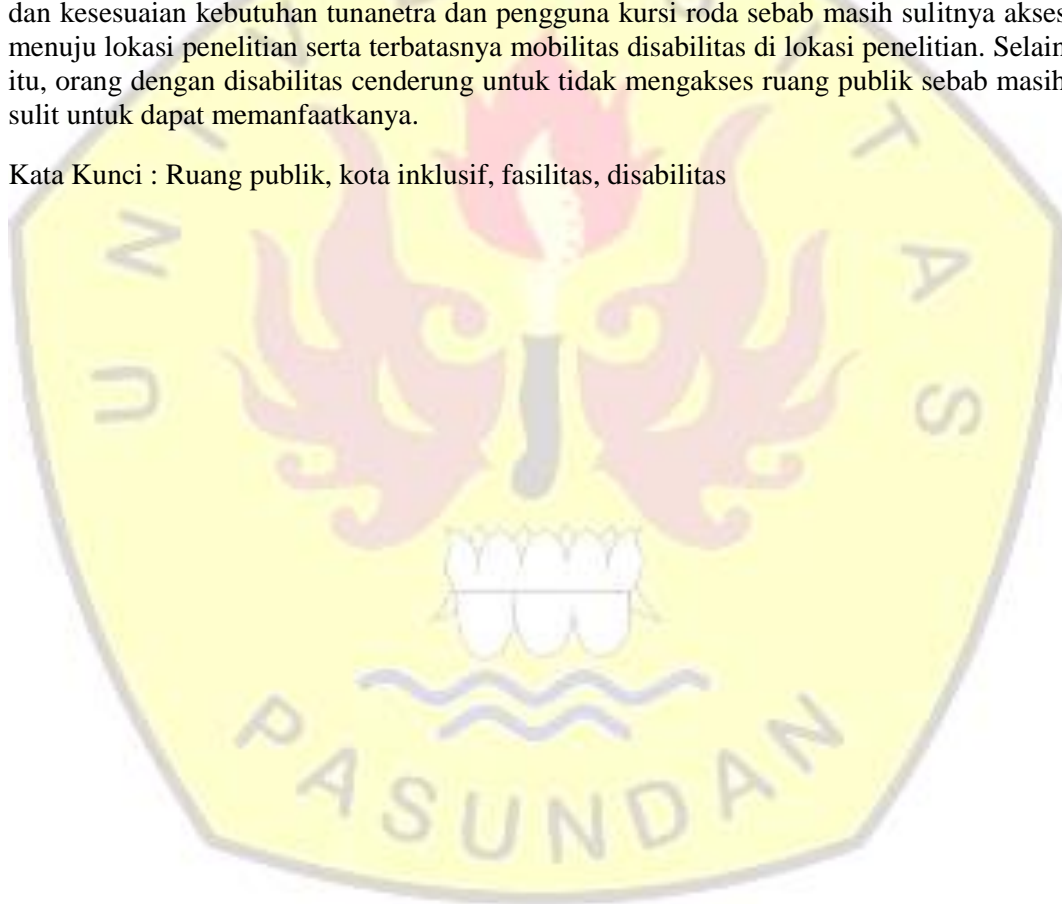 dan kesesuaian kebutuhan tunanetra dan pengguna kursi roda sebab masih sulitnya akses
menuju lokasi penelitian serta terbatasnya mobilitas disabilitas di lokasi penelitian. Selain
itu, orang dengan disabilitas cenderung untuk tidak mengakses ruang publik sebab masih
sulit untuk dapat memanfaatkanya.
Kata Kunci : Ruang publik, kota inklusif, fasilitas, disabilitas
PASUNDAN